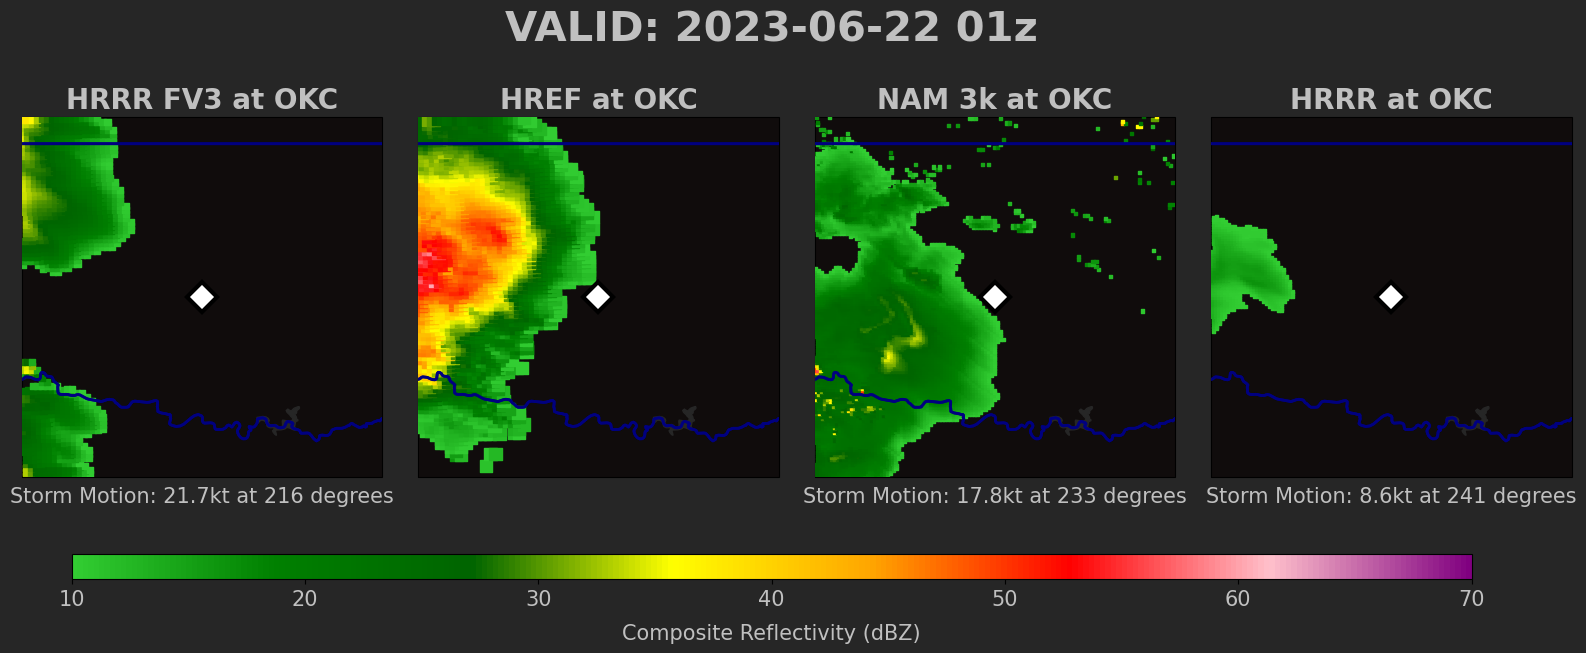 VALID: 2023-06-22 01z
HRRR FV3 at OKC
HREF at OKC
NAM 3k at OKC
HRRR at OKC
Storm Motion: 21.7kt at 216 degrees
Storm Motion: 17.8kt at 233 degrees
Storm Motion: 8.6kt at 241 degrees
10 20 30 40 50 60 70
Composite Reflectivity (dBZ)